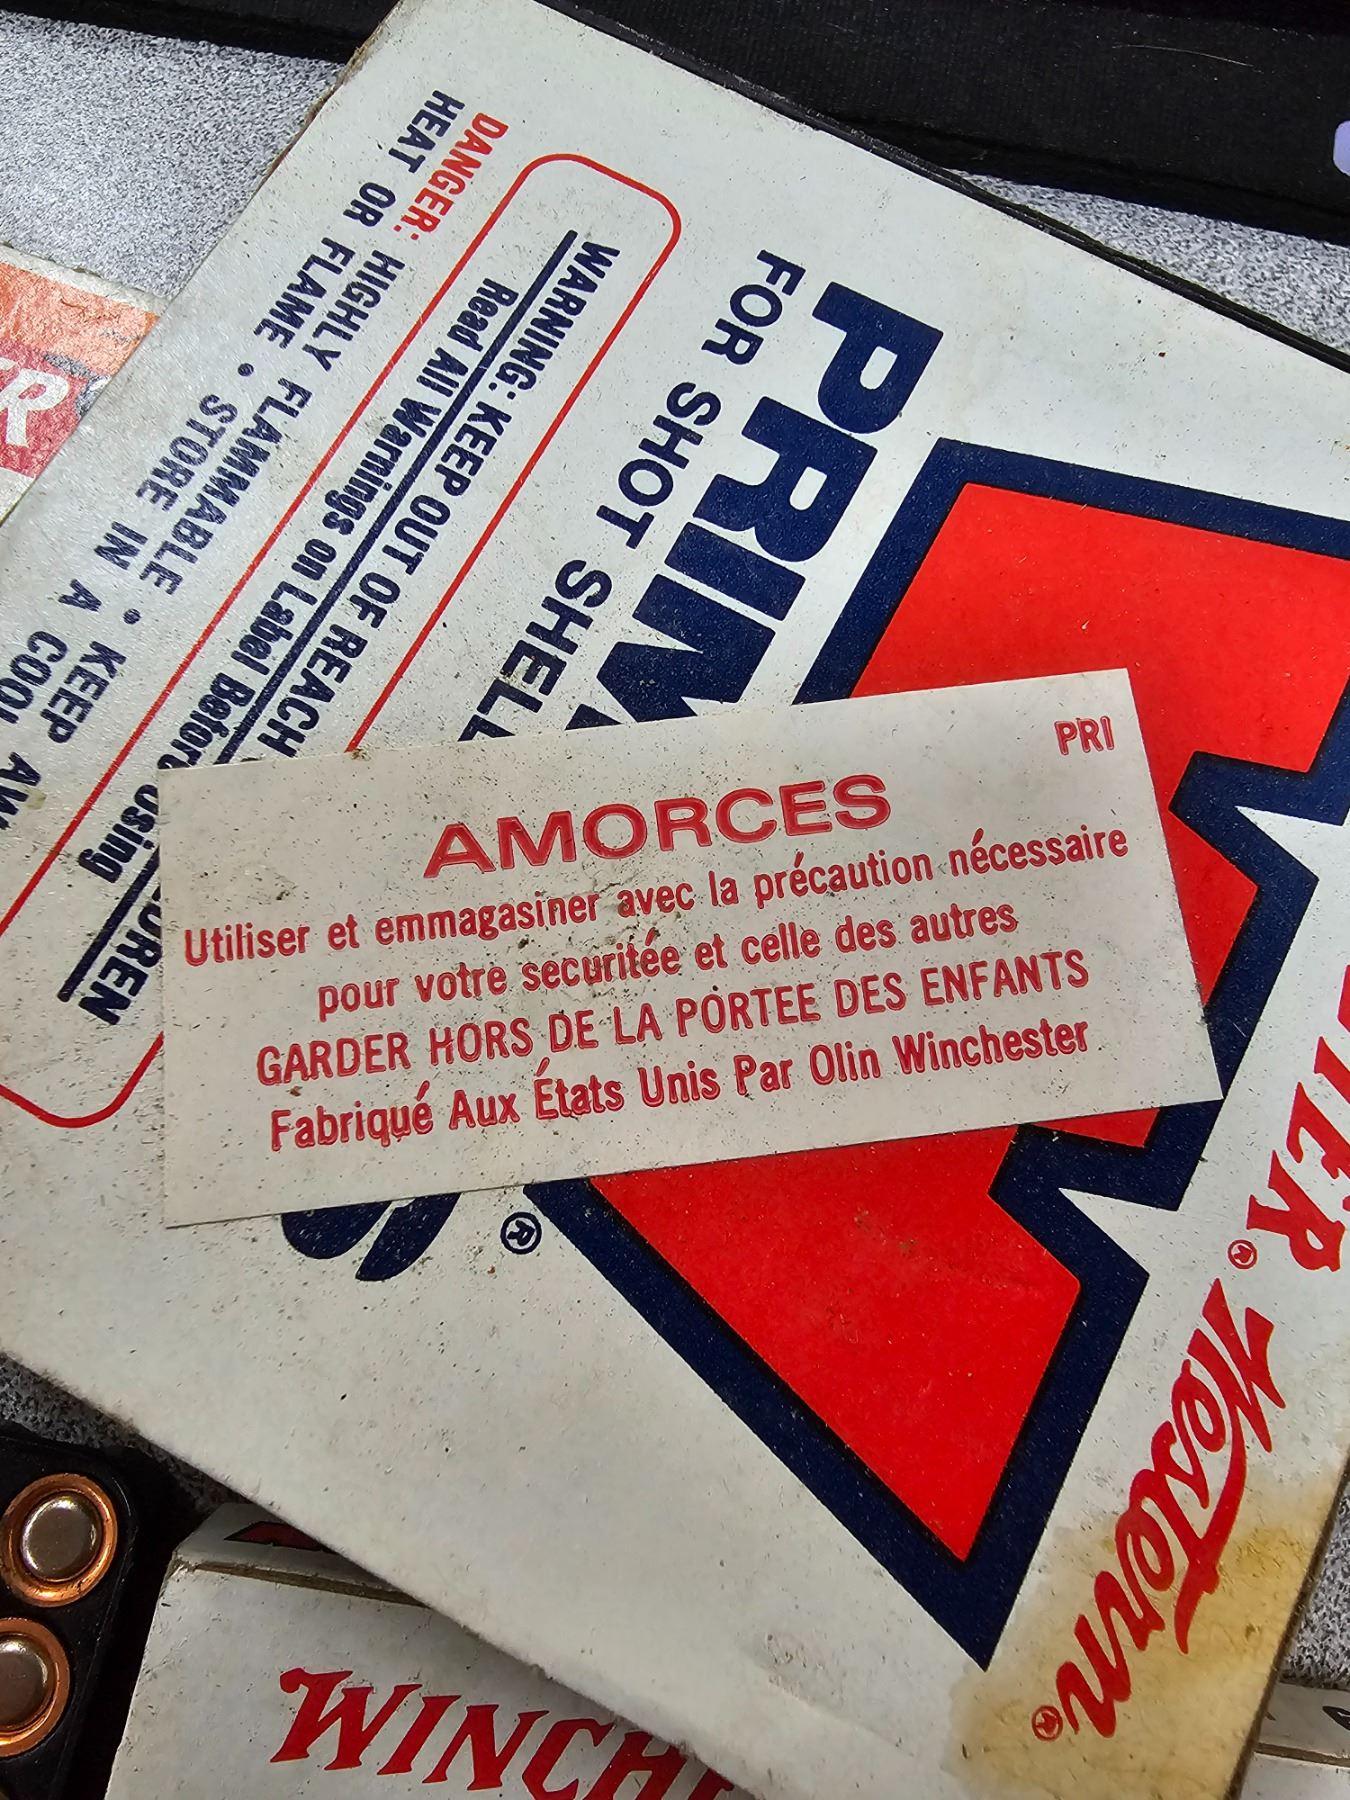 DANGER: HIGHLY FLAMMABLE • KEEP
HEAT OR FLAME • STORE IN A COOL
WARNING: KEEP OUT OF REACH
Read All Warnings on Label Before Using
FOR SHOT
PRI
AMORCES
Utiliser et emmagasiner avec la précaution nécessaire
pour votre securitée et celle des autres
GARDER HORS DE LA PORTEE DES ENFANTS
Fabriqué Aux États Unis Par Olin Winchester
®
® Western ®